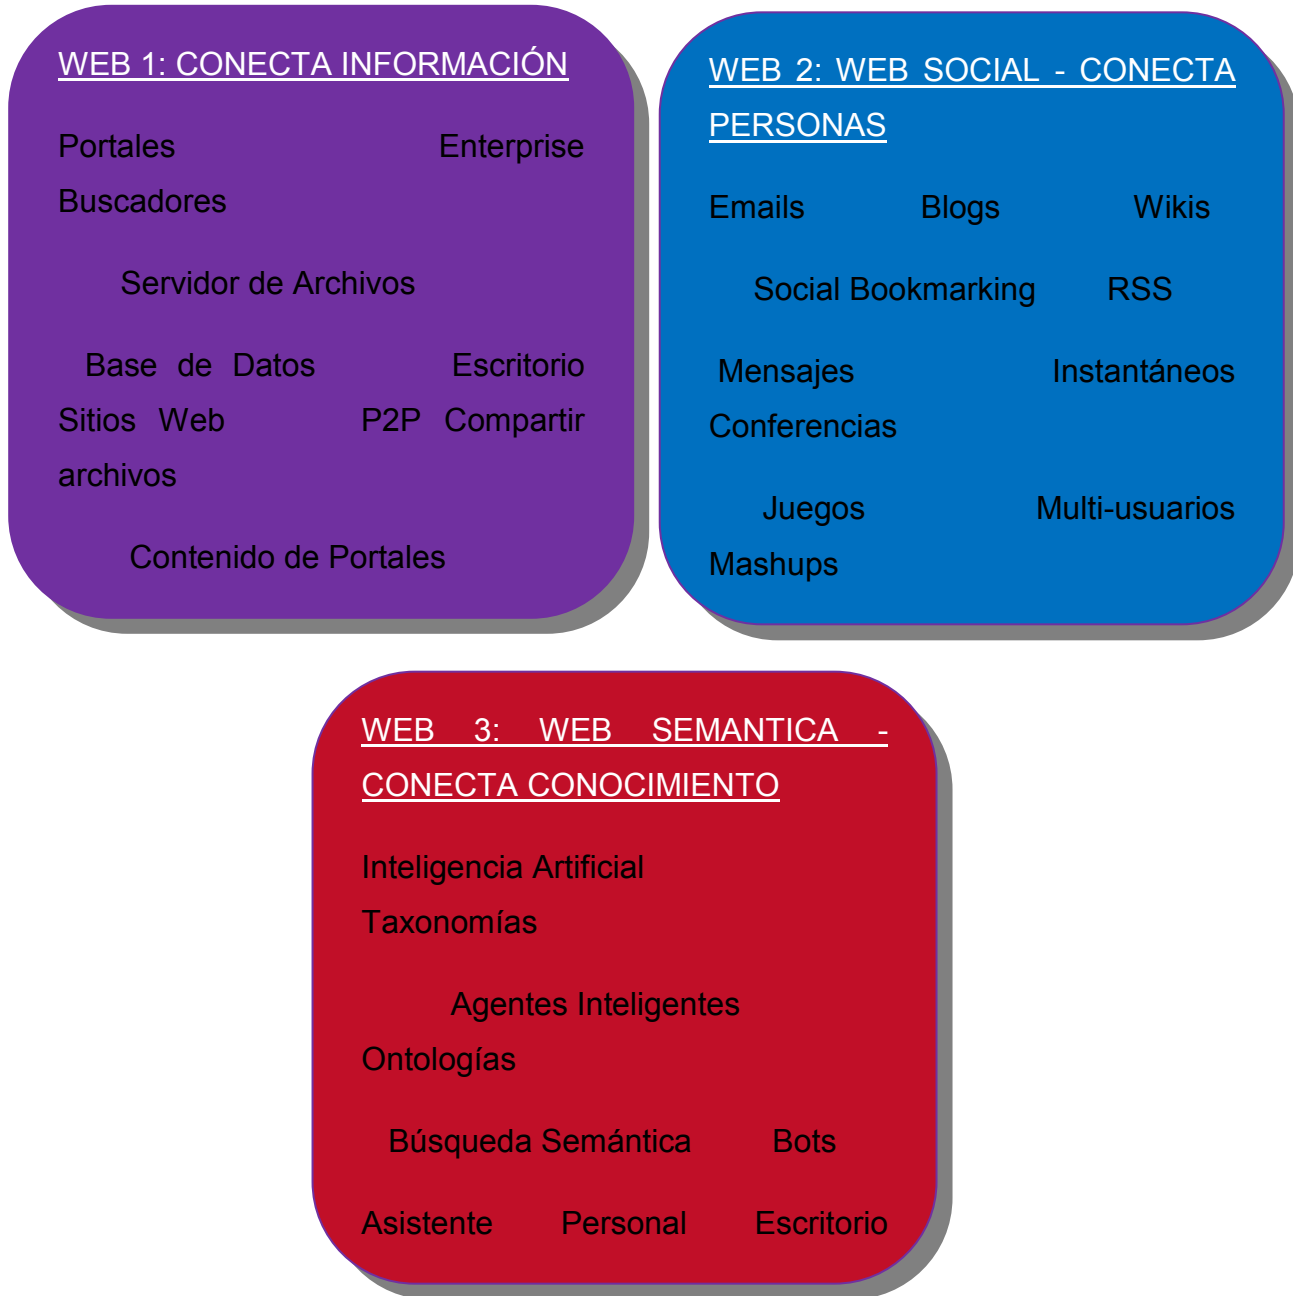 WEB 1: CONECTA INFORMACIÓN
Portales Enterprise
Buscadores
Servidor de Archivos
Base de Datos Escritorio
Sitios Web P2P Compartir
archivos
Contenido de Portales
WEB 2: WEB SOCIAL - CONECTA
PERSONAS
Emails Blogs Wikis
Social Bookmarking RSS
Mensajes Instantáneos
Conferencias
Juegos Multi-usuarios
Mashups
WEB 3: WEB SEMANTICA -
CONECTA CONOCIMIENTO
Inteligencia Artificial
Taxonomías
Agentes Inteligentes
Ontologías
Búsqueda Semántica Bots
Asistente Personal Escritorio